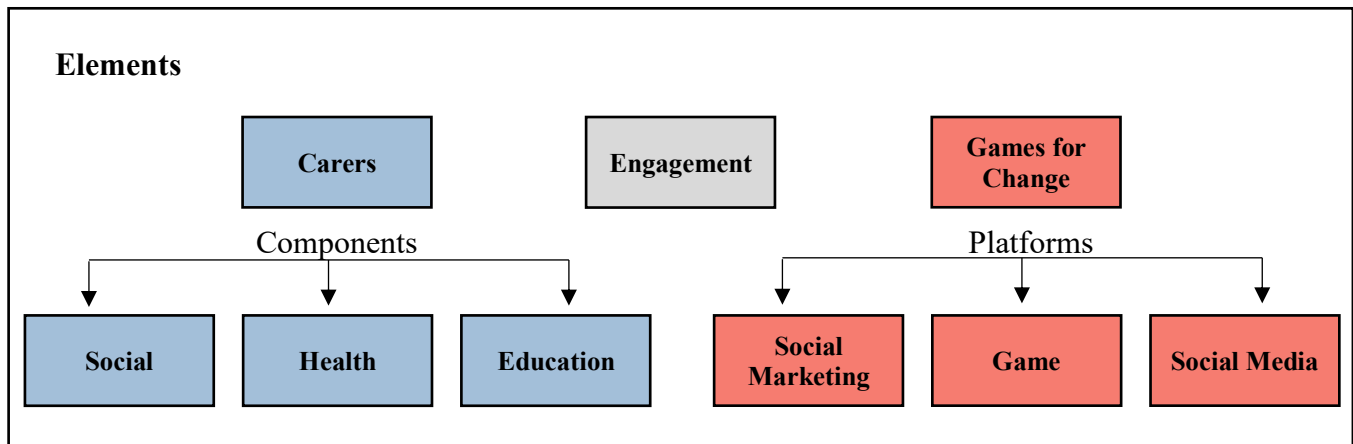 Elements
Carers
Engagement
Games for
Change
Components
Platforms
Social
Health
Education
Social
Marketing
Game
Social Media